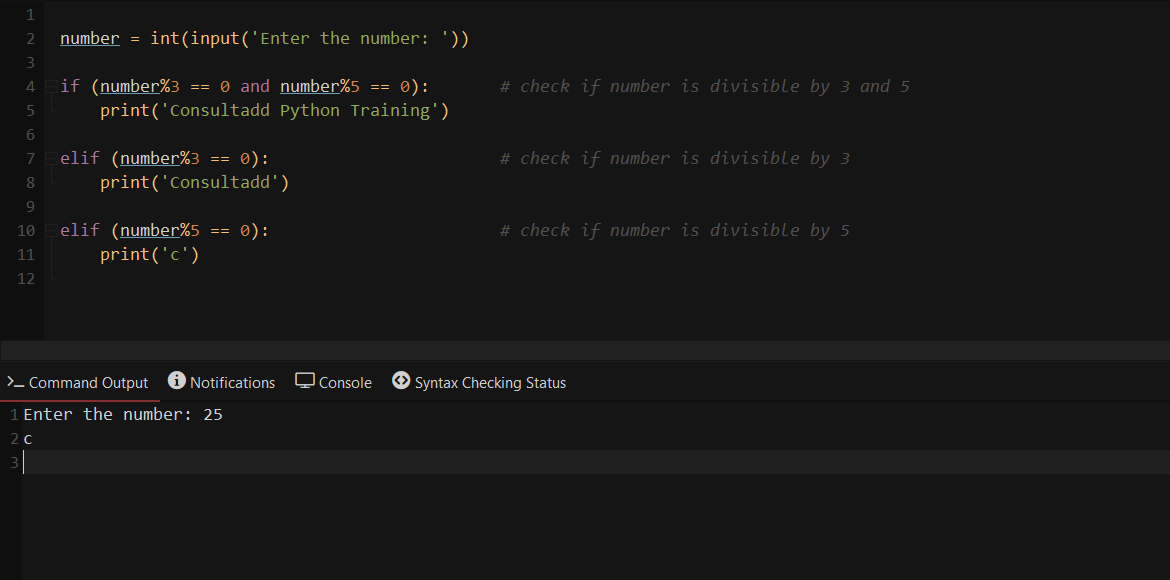 1
2 number = int(input('Enter the number: '))
3
4 if (number%3 == 0 and number%5 == 0): # check if number is divisible by 3 and 5
5 print('Consultadd Python Training')
6
7 elif (number%3 == 0): # check if number is divisible by 3
8 print('Consultadd')
9
10 elif (number%5 == 0): # check if number is divisible by 5
11 print('c')
12
>_ Command Output Notifications Console Syntax Checking Status
1 Enter the number: 25
2 c
3